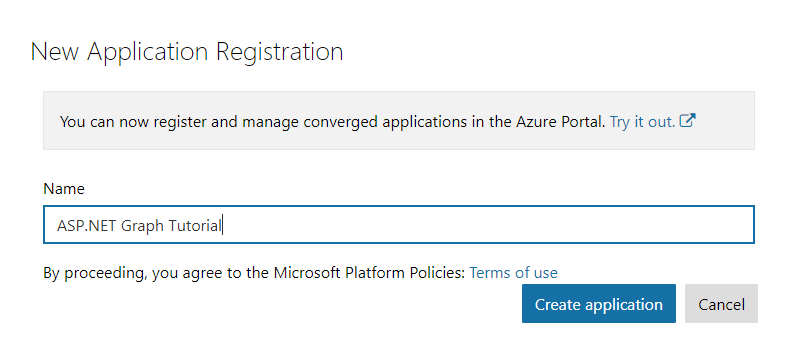 New Application Registration
You can now register and manage converged applications in the Azure Portal. Try it out.
Name
ASP.NET Graph Tutorial
By proceeding, you agree to the Microsoft Platform Policies: Terms of use
Create application Cancel